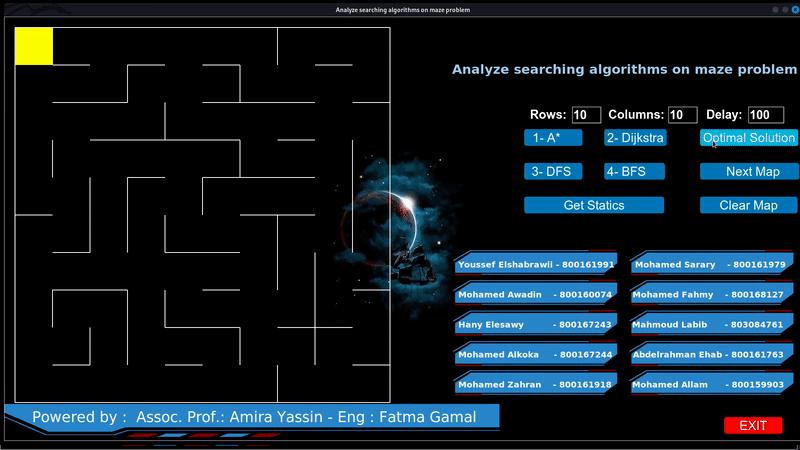 Analyze searching algorithms on maze problem
Analyze searching algorithms on maze problem
Rows: 10 Columns: 10 Delay: 100
1- A* 2- Dijkstra Optimal Solution
3- DFS 4- BFS Next Map
Get Statics Clear Map
Youssef Elshabrawii - 800161991 Mohamed Sarary - 800161979
Mohamed Awadin - 800160074 Mohamed Fahmy - 800168127
Hany Elesawy - 800167243 Mahmoud Labib - 803084761
Mohamed Alkoka - 800167244 Abdelrahman Ehab - 800161763
Mohamed Zahran - 800161918 Mohamed Allam - 800159903
Powered by : Assoc. Prof.: Amira Yassin - Eng : Fatma Gamal
EXIT